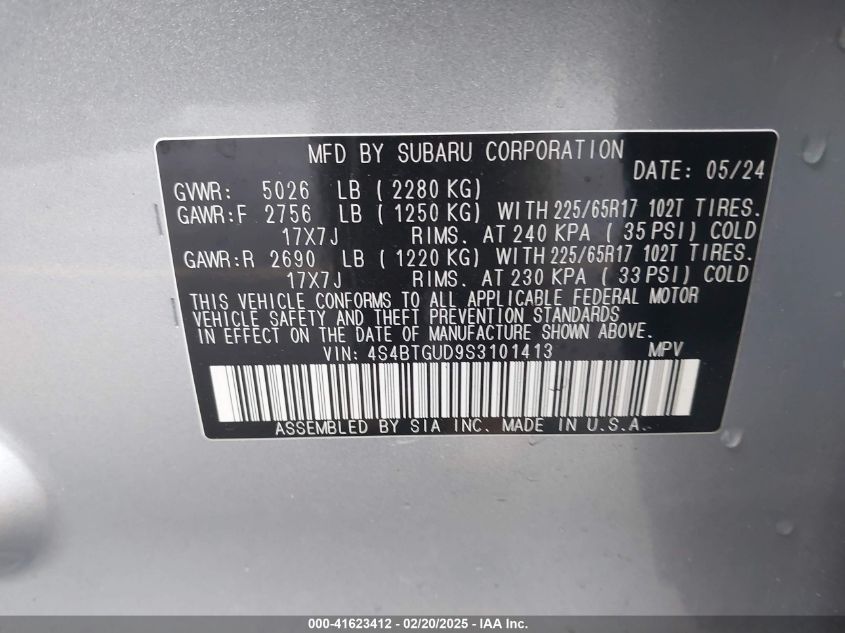 MFD BY SUBARU CORPORATION
DATE: 05/24
GVWR: 5026 LB (2280 KG)
GAWR:F 2756 LB (1250 KG) WITH 225/65R17 102T TIRES.
17X7J RIMS. AT 240 KPA (35 PSI) COLD
GAWR:R 2690 LB (1220 KG) WITH 225/65R17 102T TIRES.
17X7J RIMS. AT 230 KPA (33 PSI) COLD
THIS VEHICLE CONFORMS TO ALL APPLICABLE FEDERAL MOTOR
VEHICLE SAFETY AND THEFT PREVENTION STANDARDS
IN EFFECT ON THE DATE OF MANUFACTURE SHOWN ABOVE.
VIN: 4S4BTGUD9S3101413 MPV
ASSEMBLED BY SIA INC. MADE IN U.S.A.
000-41623412 — 02/20/2025 — IAA Inc.